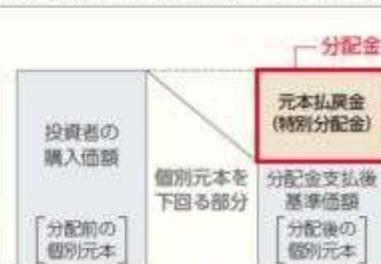 分配金
投資者の
購入価額
[分配前の
個別元本]
個別元本を
下回る部分
元本払戻金
(特別分配金)
分配金支払後
基準価額
[分配後の
個別元本]